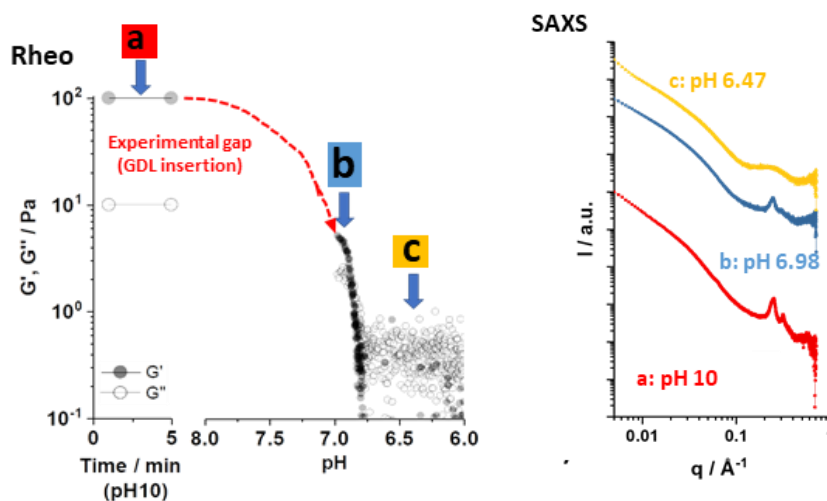 Rheo
a
10²
10¹
10⁰
10⁻¹
G', G'' / Pa
Experimental gap
(GDL insertion)
b
c
G'
G''
0 5 8.0 7.5 7.0 6.5 6.0
Time / min
(pH10)
pH
SAXS
I / a.u.
c: pH 6.47
b: pH 6.98
a: pH 10
0.01 0.1
q / Å⁻¹